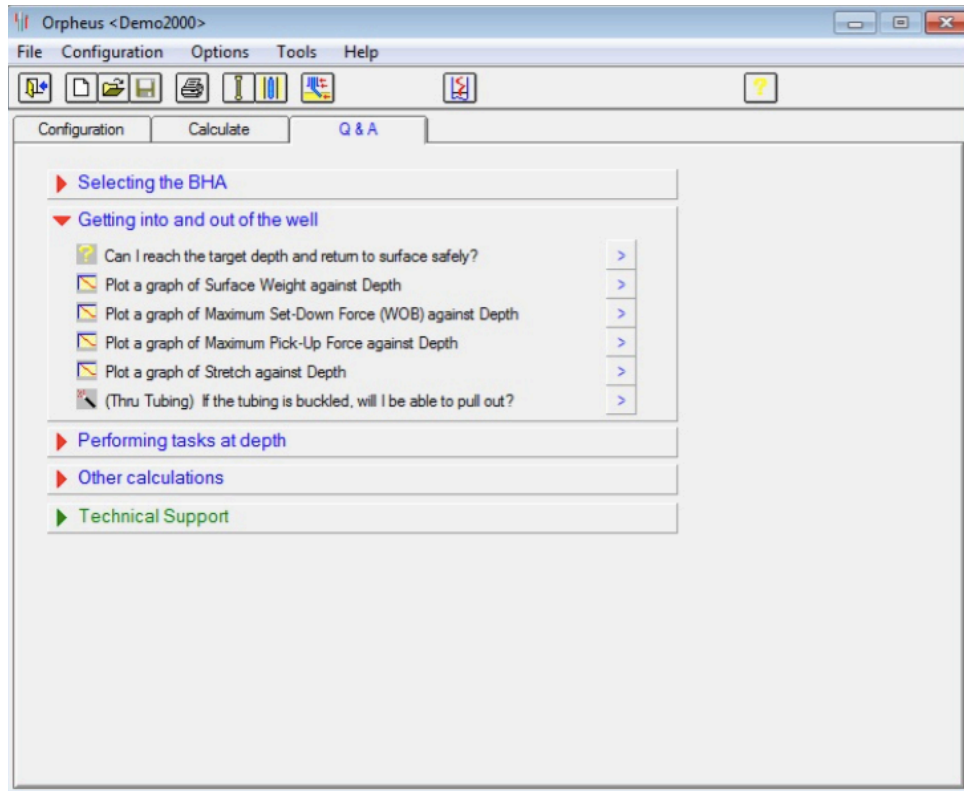 Orpheus <Demo2000>
File Configuration Options Tools Help
?
Configuration Calculate Q & A
Selecting the BHA
Getting into and out of the well
? Can I reach the target depth and return to surface safely? >
Plot a graph of Surface Weight against Depth >
Plot a graph of Maximum Set-Down Force (WOB) against Depth >
Plot a graph of Maximum Pick-Up Force against Depth >
Plot a graph of Stretch against Depth >
(Thru Tubing) If the tubing is buckled, will I be able to pull out? >
Performing tasks at depth
Other calculations
Technical Support